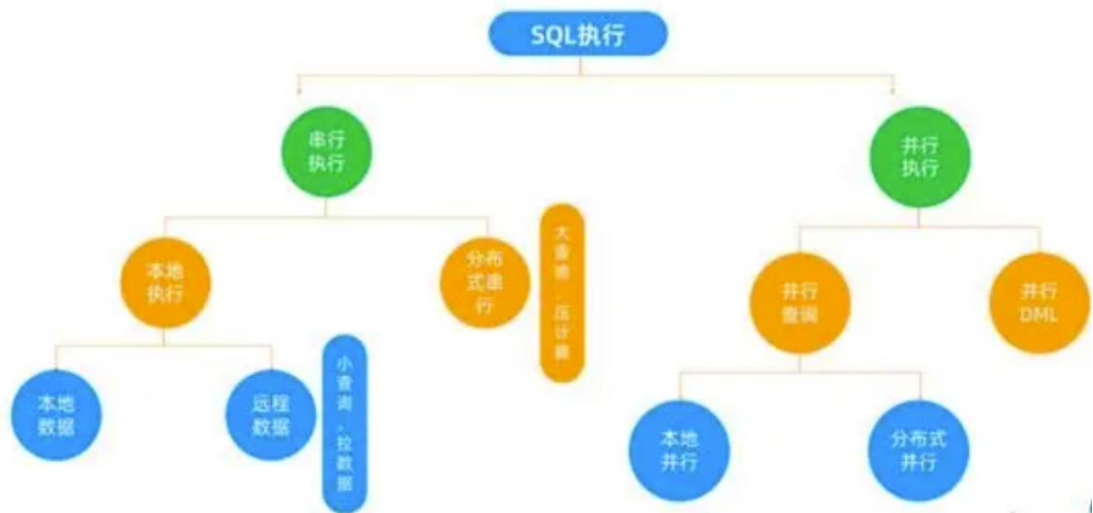 SQL执行
串行
执行
并行
执行
本地
执行
分布
式串
行
大查询,压计算
并行
查询
并行
DML
本地
数据
远程
数据
小查询,拉数据
本地
并行
分布式
并行